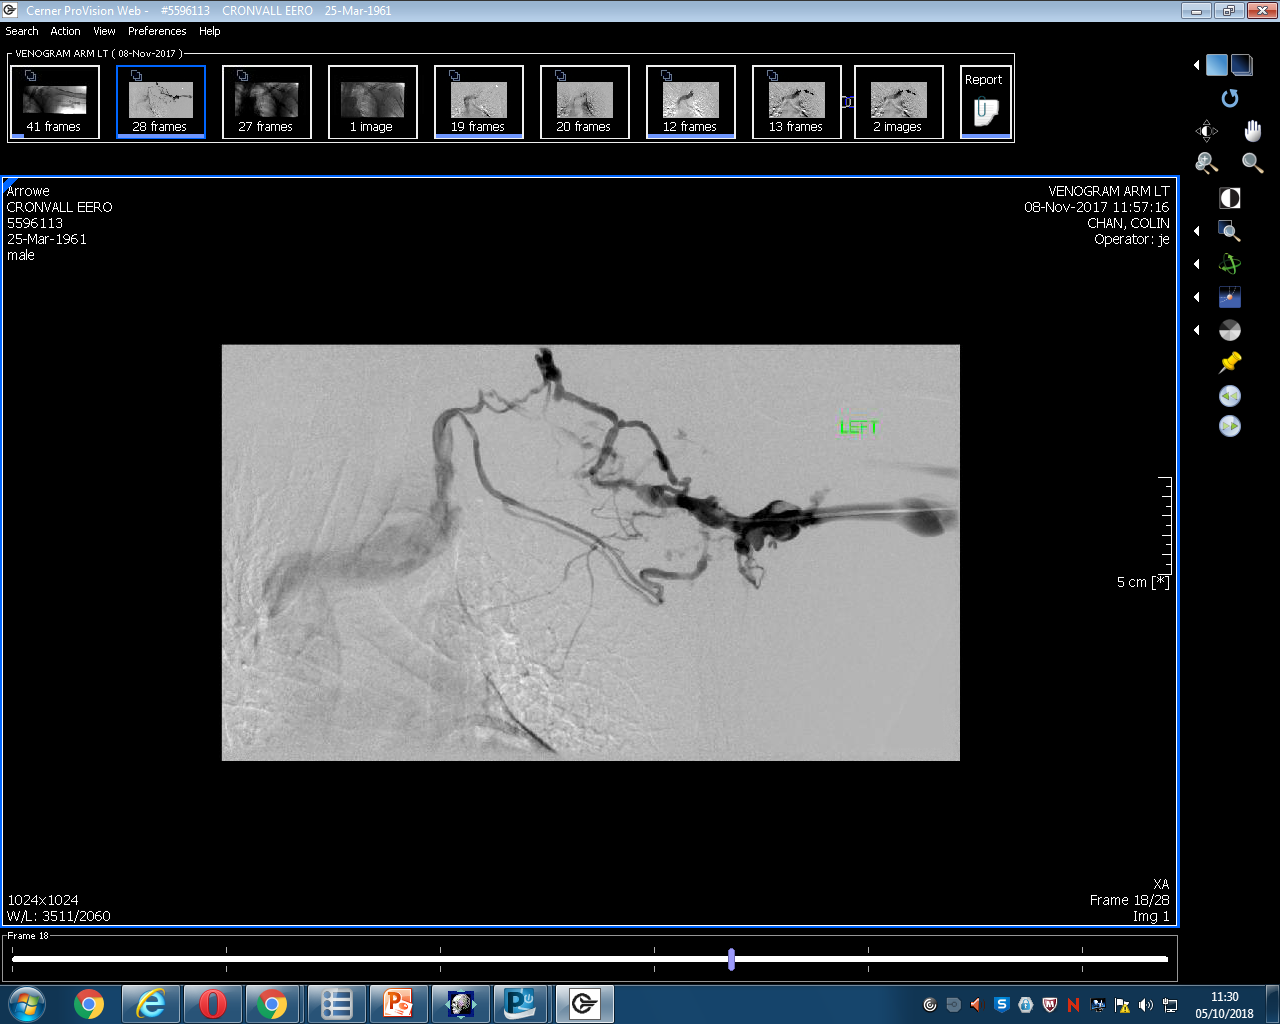 Cerner ProVision Web - #5596113 CRONVALL EERO 25-Mar-1961
Search Action View Preferences Help
VENOGRAM ARM LT ( 08-Nov-2017 )
41 frames
28 frames
27 frames
1 image
19 frames
20 frames
12 frames
13 frames
2 images
Report
Arrowe
CRONVALL EERO
5596113
25-Mar-1961
male
VENOGRAM ARM LT
08-Nov-2017 11:57:16
CHAN, COLIN
Operator: je
LEFT
5 cm [*]
1024x1024
W/L: 3511/2060
XA
Frame 18/28
Img 1
Frame 18
11:30
05/10/2018